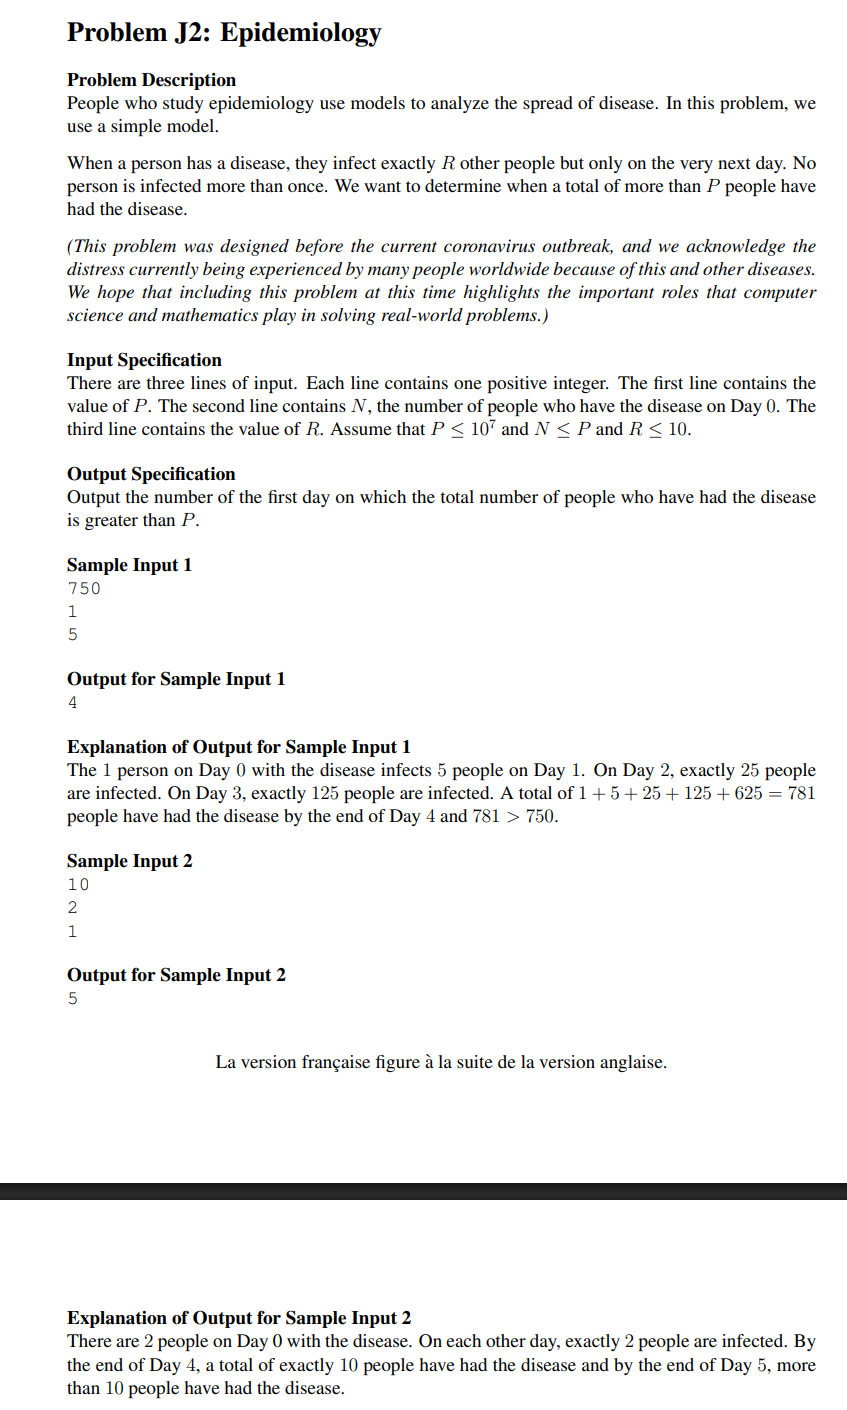 Problem J2: Epidemiology
Problem Description
People who study epidemiology use models to analyze the spread of disease. In this problem, we
use a simple model.
When a person has a disease, they infect exactly R other people but only on the very next day. No
person is infected more than once. We want to determine when a total of more than P people have
had the disease.
(This problem was designed before the current coronavirus outbreak, and we acknowledge the
distress currently being experienced by many people worldwide because of this and other diseases.
We hope that including this problem at this time highlights the important roles that computer
science and mathematics play in solving real-world problems.)
Input Specification
There are three lines of input. Each line contains one positive integer. The first line contains the
value of P. The second line contains N, the number of people who have the disease on Day 0. The
third line contains the value of R. Assume that P ≤ 10⁷ and N ≤ P and R ≤ 10.
Output Specification
Output the number of the first day on which the total number of people who have had the disease
is greater than P.
Sample Input 1
750
1
5
Output for Sample Input 1
4
Explanation of Output for Sample Input 1
The 1 person on Day 0 with the disease infects 5 people on Day 1. On Day 2, exactly 25 people
are infected. On Day 3, exactly 125 people are infected. A total of 1 + 5 + 25 + 125 + 625 = 781
people have had the disease by the end of Day 4 and 781 > 750.
Sample Input 2
10
2
1
Output for Sample Input 2
5
La version française figure à la suite de la version anglaise.
Explanation of Output for Sample Input 2
There are 2 people on Day 0 with the disease. On each other day, exactly 2 people are infected. By
the end of Day 4, a total of exactly 10 people have had the disease and by the end of Day 5, more
than 10 people have had the disease.